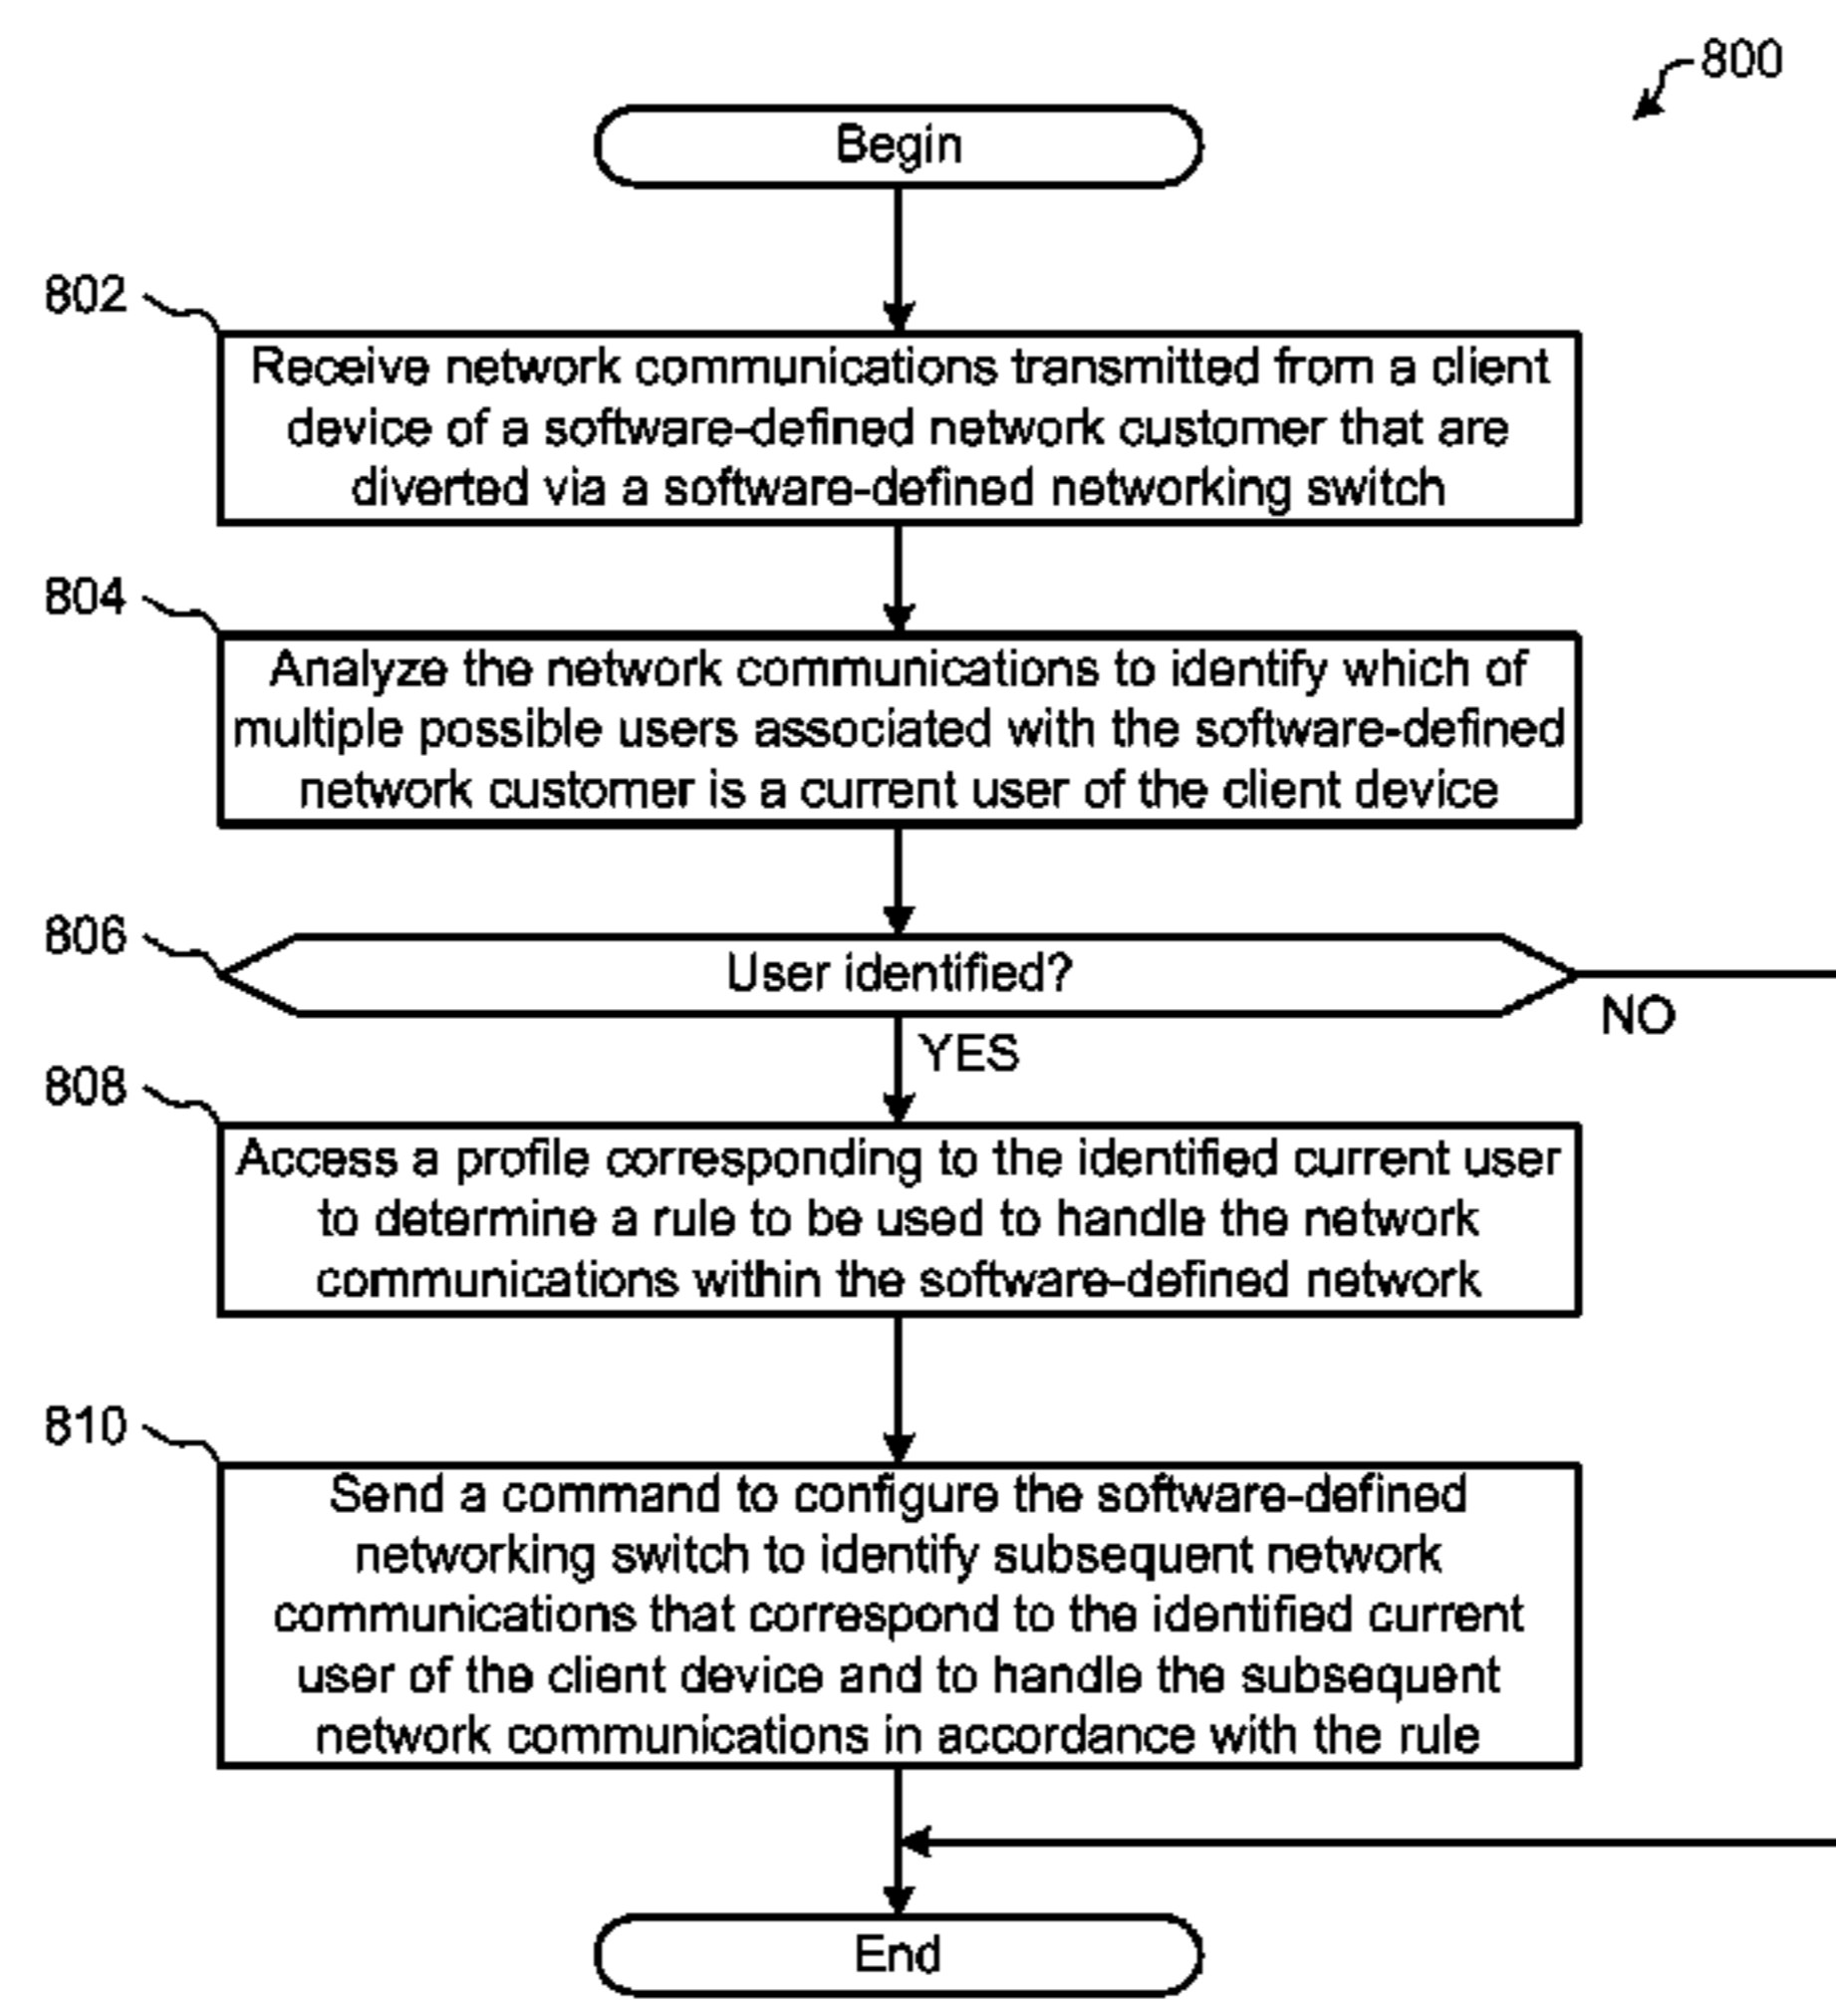 800
Begin
802
Receive network communications transmitted from a client
device of a software-defined network customer that are
diverted via a software-defined networking switch
804
Analyze the network communications to identify which of
multiple possible users associated with the software-defined
network customer is a current user of the client device
806
User identified?
NO
YES
808
Access a profile corresponding to the identified current user
to determine a rule to be used to handle the network
communications within the software-defined network
810
Send a command to configure the software-defined
networking switch to identify subsequent network
communications that correspond to the identified current
user of the client device and to handle the subsequent
network communications in accordance with the rule
End